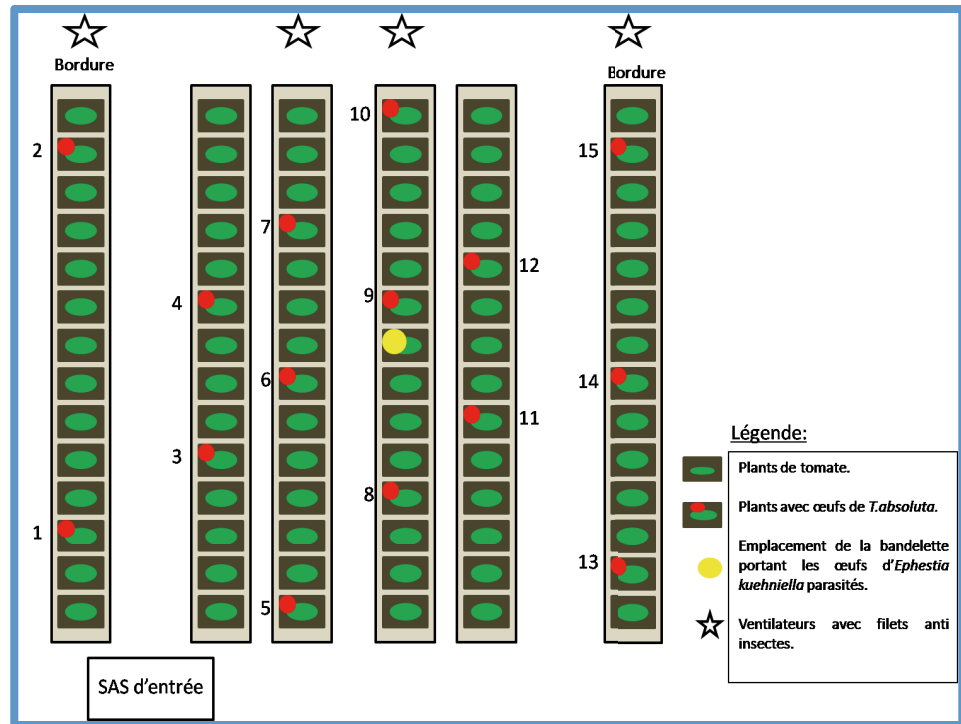 Bordure
Bordure
10
2
15
7
12
4
9
6
14
11
3
8
1
13
5
SAS d'entrée
Légende:
Plants de tomate.
Plants avec œufs de T.absoluta.
Emplacement de la bandelette
portant les œufs d'Ephestia
kuehniella parasités.
Ventilateurs avec filets anti
insectes.